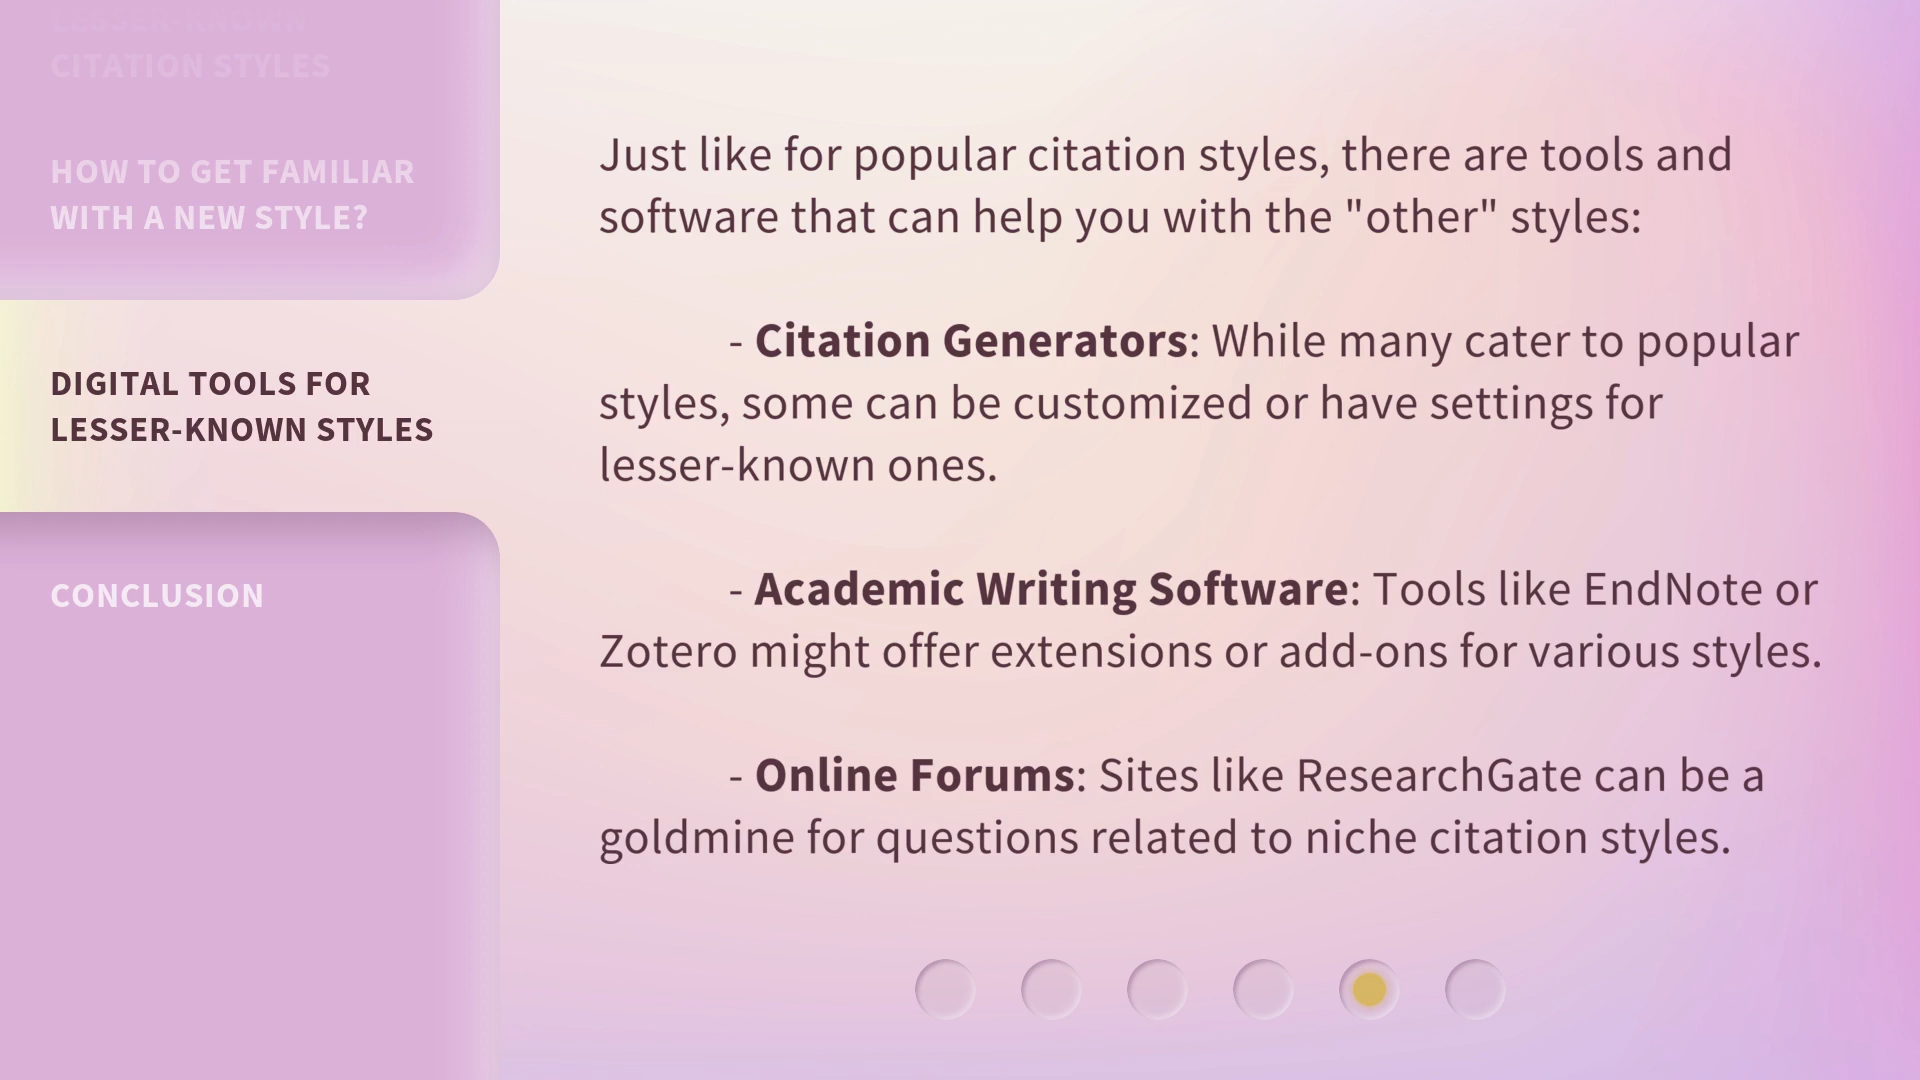 LESSER-KNOWN
CITATION STYLES
HOW TO GET FAMILIAR
WITH A NEW STYLE?
DIGITAL TOOLS FOR
LESSER-KNOWN STYLES
CONCLUSION
Just like for popular citation styles, there are tools and
software that can help you with the "other" styles:
- Citation Generators: While many cater to popular
styles, some can be customized or have settings for
lesser-known ones.
- Academic Writing Software: Tools like EndNote or
Zotero might offer extensions or add-ons for various styles.
- Online Forums: Sites like ResearchGate can be a
goldmine for questions related to niche citation styles.